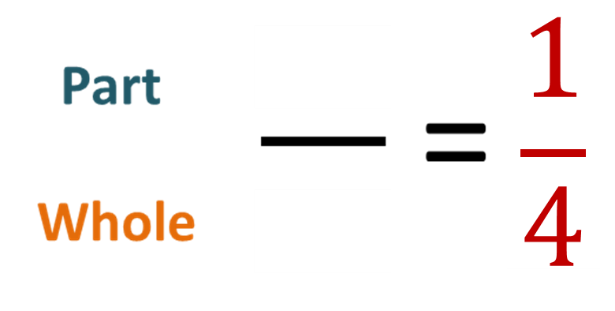 Part
Whole
— = 1/4